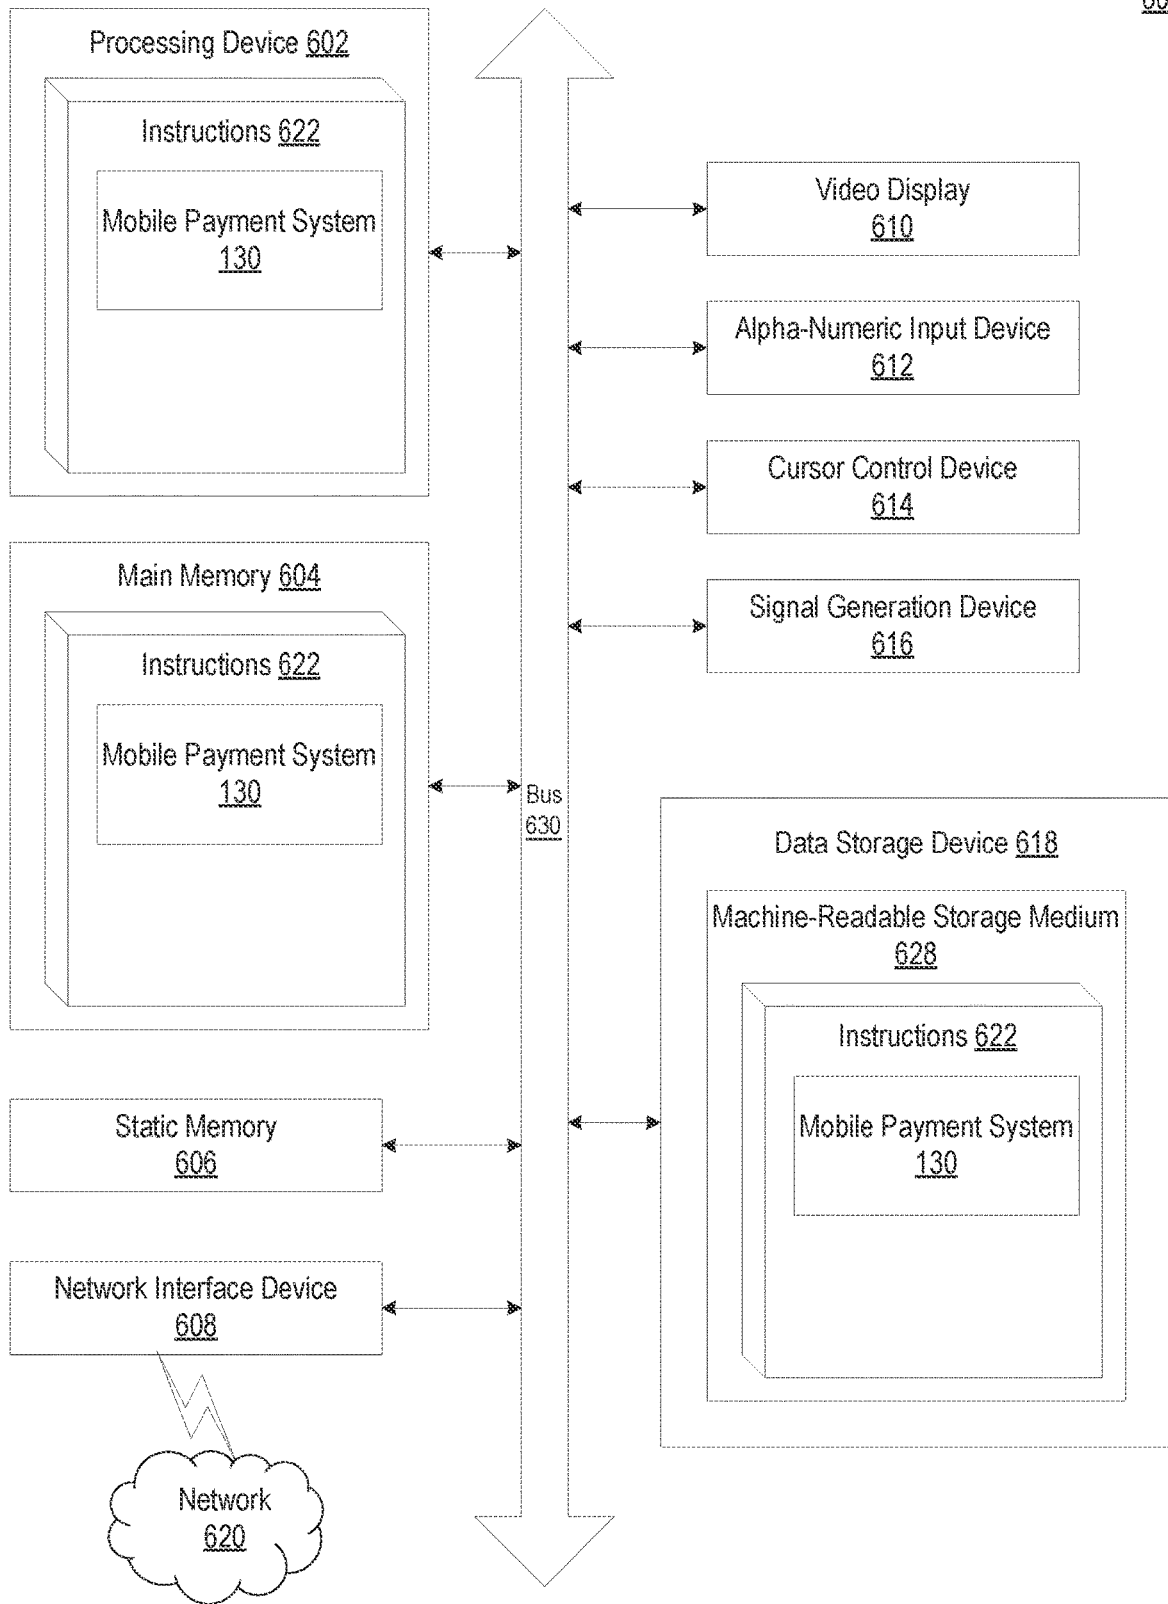 Processing Device 602
Instructions 622
Mobile Payment System
130
Main Memory 604
Instructions 622
Mobile Payment System
130
Static Memory
606
Network Interface Device
608
Network
620
Bus
630
Video Display
610
Alpha-Numeric Input Device
612
Cursor Control Device
614
Signal Generation Device
616
Data Storage Device 618
Machine-Readable Storage Medium
628
Instructions 622
Mobile Payment System
130